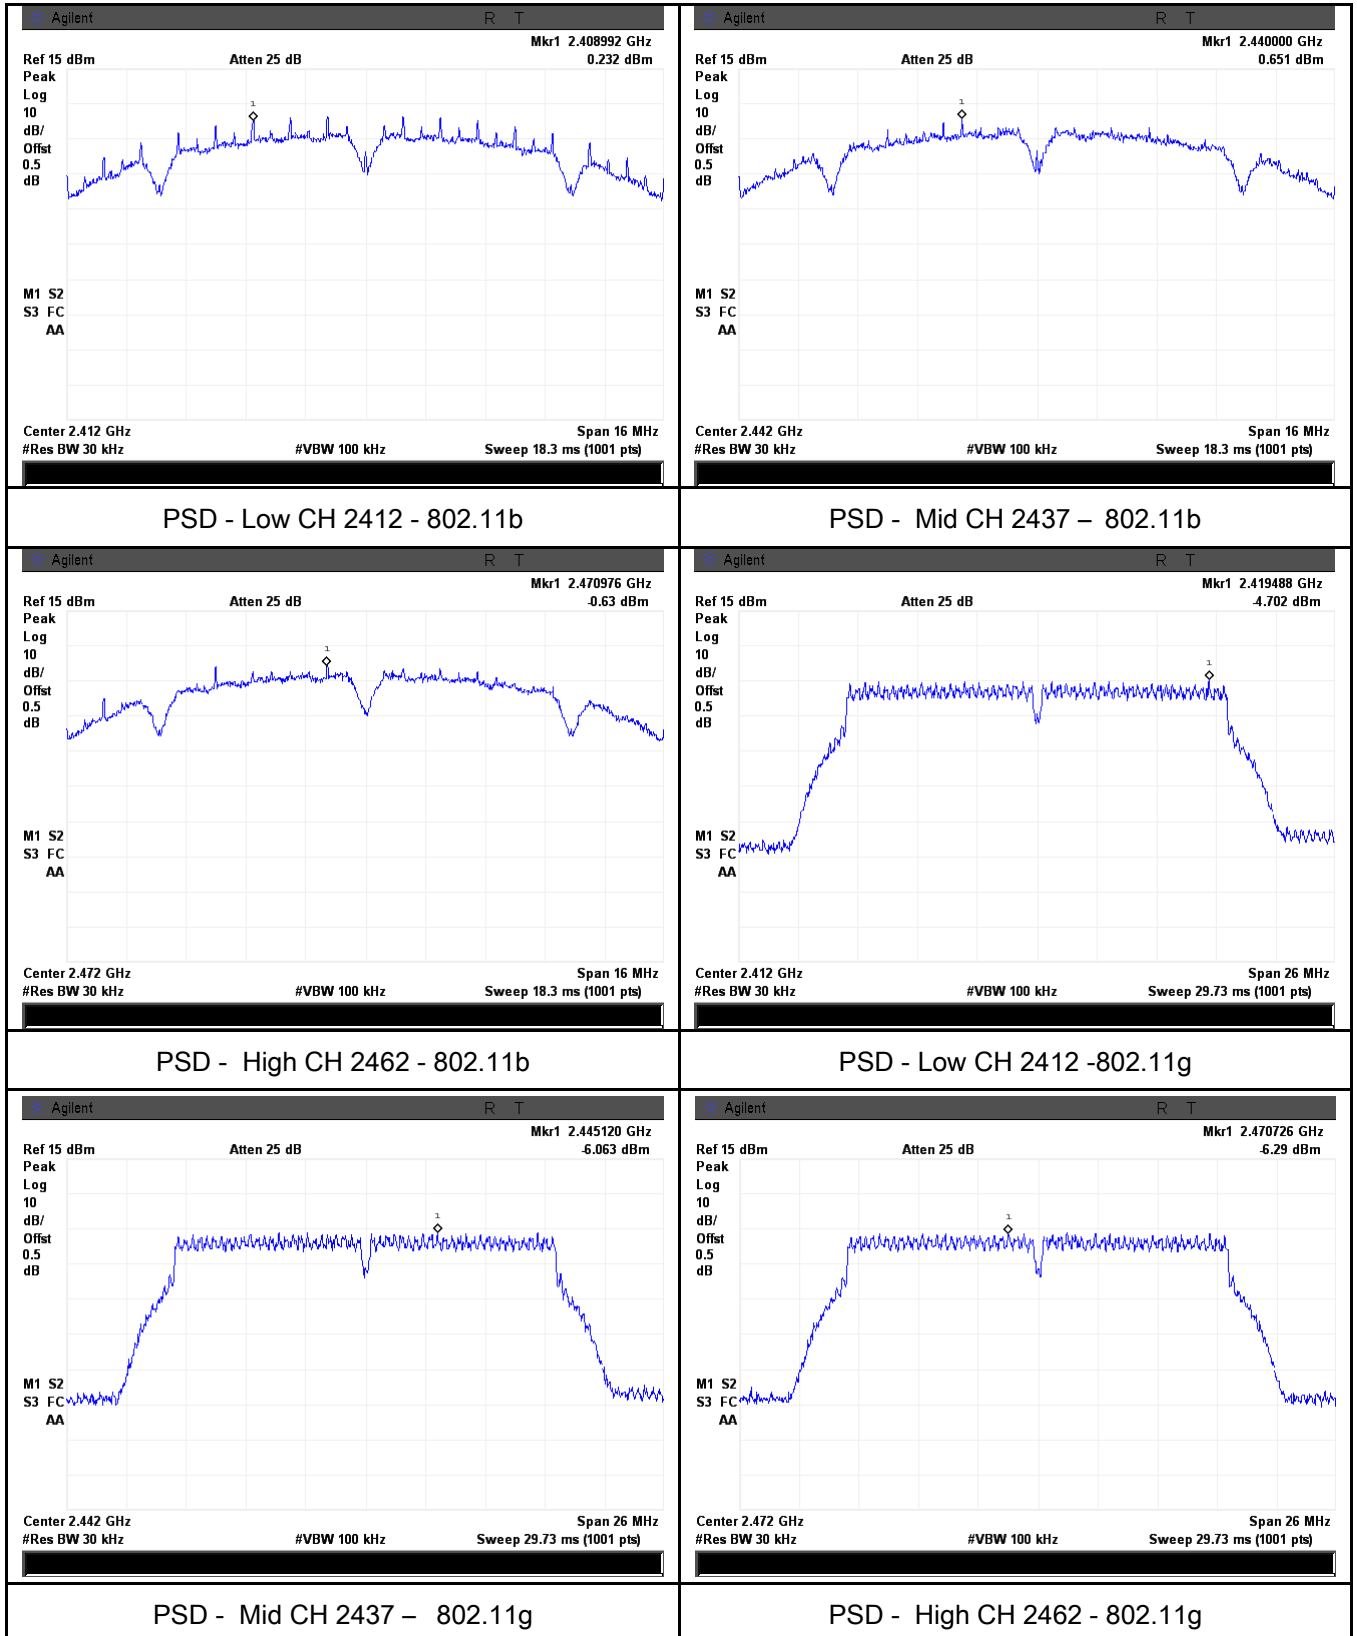 Agilent R T
Mkr1 2.408992 GHz
Ref 15 dBm Atten 25 dB 0.232 dBm
Peak
Log
10
dB/
Offst
0.5
dB
1
M1 S2
S3 FC
AA
Center 2.412 GHz Span 16 MHz
#Res BW 30 kHz #VBW 100 kHz Sweep 18.3 ms (1001 pts)
PSD - Low CH 2412 - 802.11b
Agilent R T
Mkr1 2.440000 GHz
Ref 15 dBm Atten 25 dB 0.651 dBm
Peak
Log
10
dB/
Offst
0.5
dB
1
M1 S2
S3 FC
AA
Center 2.442 GHz Span 16 MHz
#Res BW 30 kHz #VBW 100 kHz Sweep 18.3 ms (1001 pts)
PSD - Mid CH 2437 – 802.11b
Agilent R T
Mkr1 2.470976 GHz
Ref 15 dBm Atten 25 dB -0.63 dBm
Peak
Log
10
dB/
Offst
0.5
dB
1
M1 S2
S3 FC
AA
Center 2.472 GHz Span 16 MHz
#Res BW 30 kHz #VBW 100 kHz Sweep 18.3 ms (1001 pts)
PSD - High CH 2462 - 802.11b
Agilent R T
Mkr1 2.419488 GHz
Ref 15 dBm Atten 25 dB -4.702 dBm
Peak
Log
10
dB/
Offst
0.5
dB
1
M1 S2
S3 FC
AA
Center 2.412 GHz Span 26 MHz
#Res BW 30 kHz #VBW 100 kHz Sweep 29.73 ms (1001 pts)
PSD - Low CH 2412 -802.11g
Agilent R T
Mkr1 2.445120 GHz
Ref 15 dBm Atten 25 dB -6.063 dBm
Peak
Log
10
dB/
Offst
0.5
dB
1
M1 S2
S3 FC
AA
Center 2.442 GHz Span 26 MHz
#Res BW 30 kHz #VBW 100 kHz Sweep 29.73 ms (1001 pts)
PSD - Mid CH 2437 – 802.11g
Agilent R T
Mkr1 2.470726 GHz
Ref 15 dBm Atten 25 dB -6.29 dBm
Peak
Log
10
dB/
Offst
0.5
dB
1
M1 S2
S3 FC
AA
Center 2.472 GHz Span 26 MHz
#Res BW 30 kHz #VBW 100 kHz Sweep 29.73 ms (1001 pts)
PSD - High CH 2462 - 802.11g